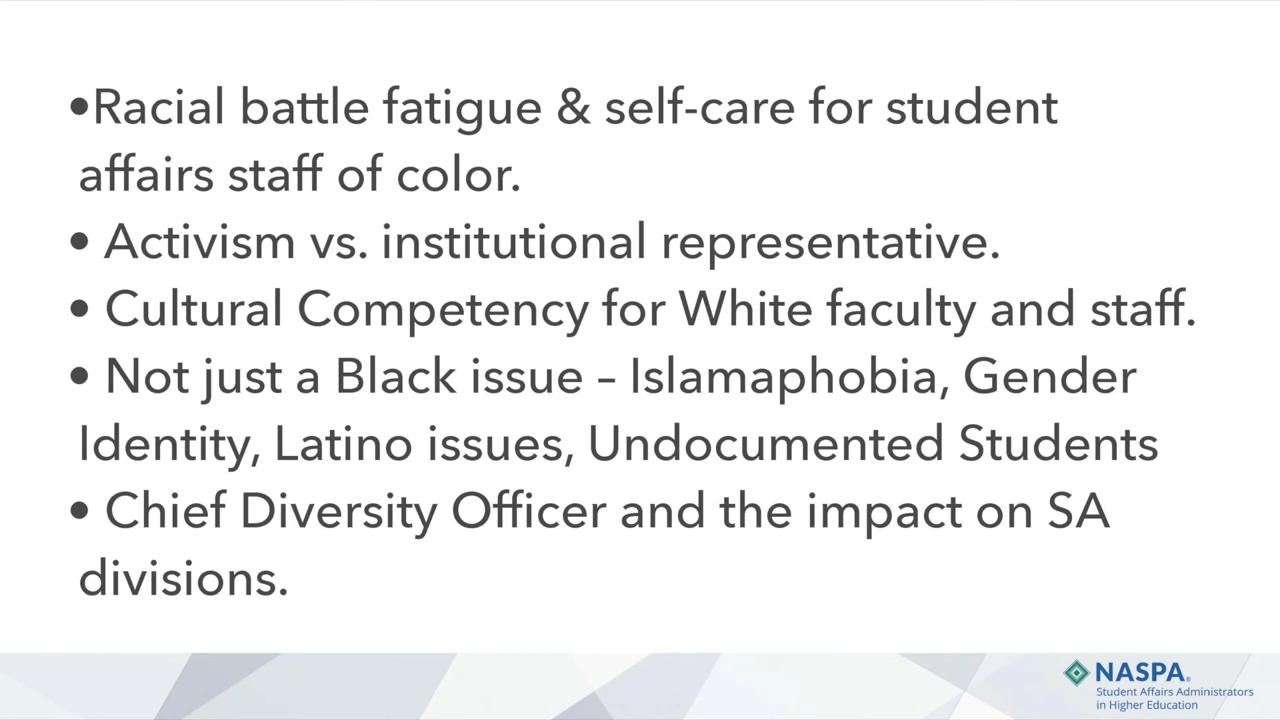 •Racial battle fatigue & self-care for student
affairs staff of color.
• Activism vs. institutional representative.
• Cultural Competency for White faculty and staff.
• Not just a Black issue – Islamaphobia, Gender
Identity, Latino issues, Undocumented Students
• Chief Diversity Officer and the impact on SA
divisions.
NASPA®
Student Affairs Administrators
in Higher Education